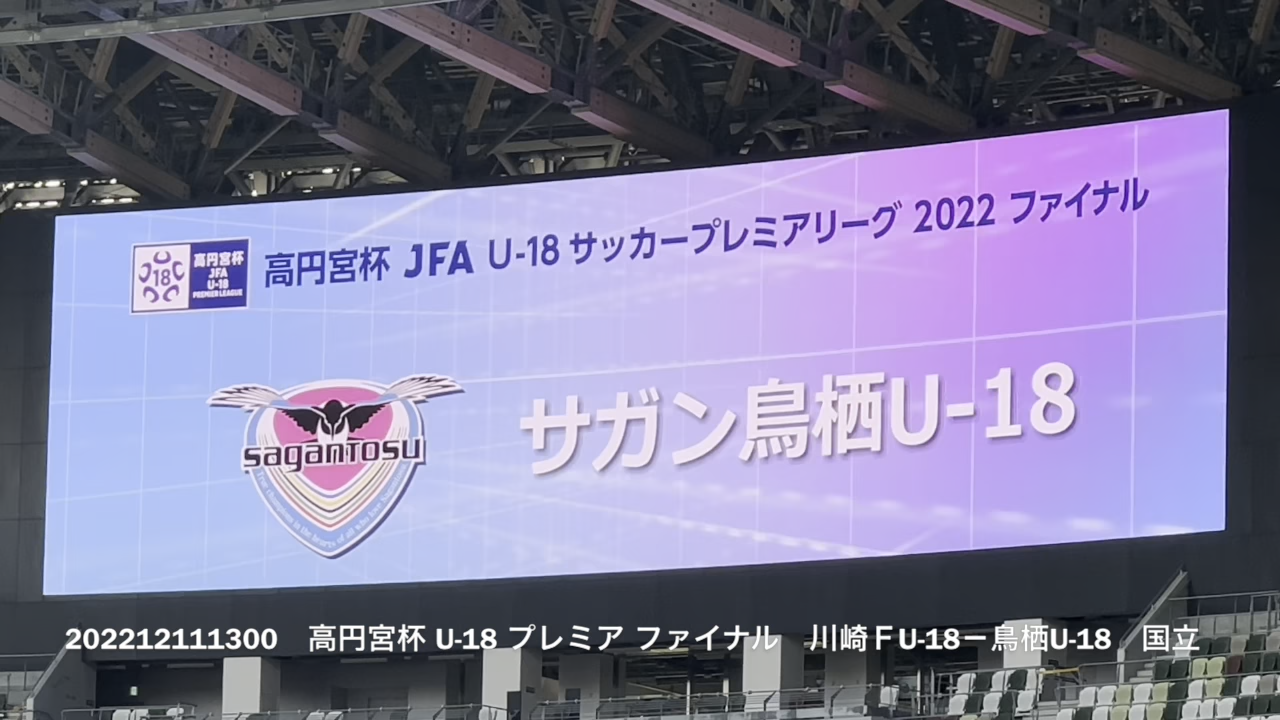 高円宮杯 JFA U-18 サッカープレミアリーグ 2022 ファイナル
18
高円宮杯
JFA
U-18
PREMIER LEAGUE
サガン鳥栖U-18
saganTosu
202212111300 高円宮杯 U-18 プレミア ファイナル 川崎F U-18ー鳥栖U-18 国立